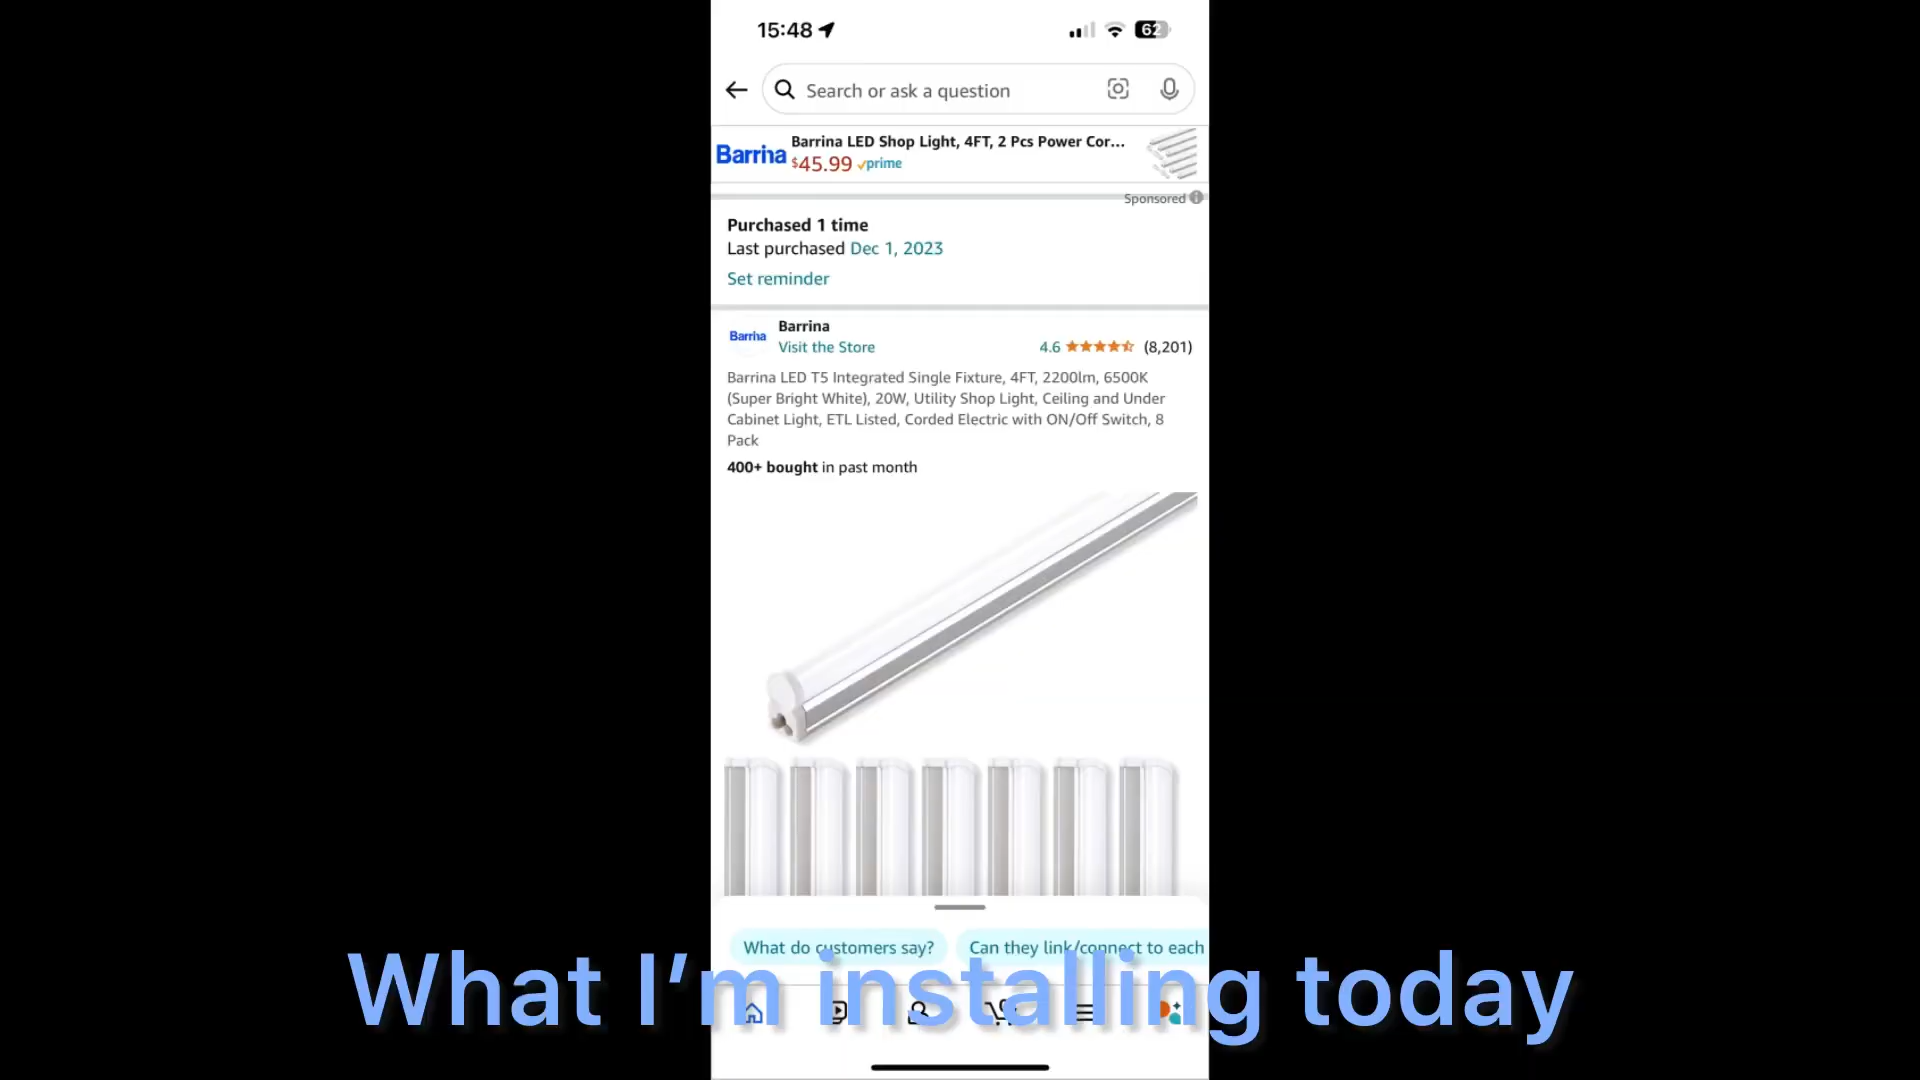 15:48
62
Search or ask a question
Barrina
Barrina LED Shop Light, 4FT, 2 Pcs Power Cor...
$45.99 prime
Sponsored
Purchased 1 time
Last purchased Dec 1, 2023
Set reminder
Barrina
Barrina
Visit the Store
4.6 (8,201)
Barrina LED T5 Integrated Single Fixture, 4FT, 2200lm, 6500K
(Super Bright White), 20W, Utility Shop Light, Ceiling and Under
Cabinet Light, ETL Listed, Corded Electric with ON/Off Switch, 8
Pack
400+ bought in past month
What do customers say?
Can they link/connect to each
What I’m installing today